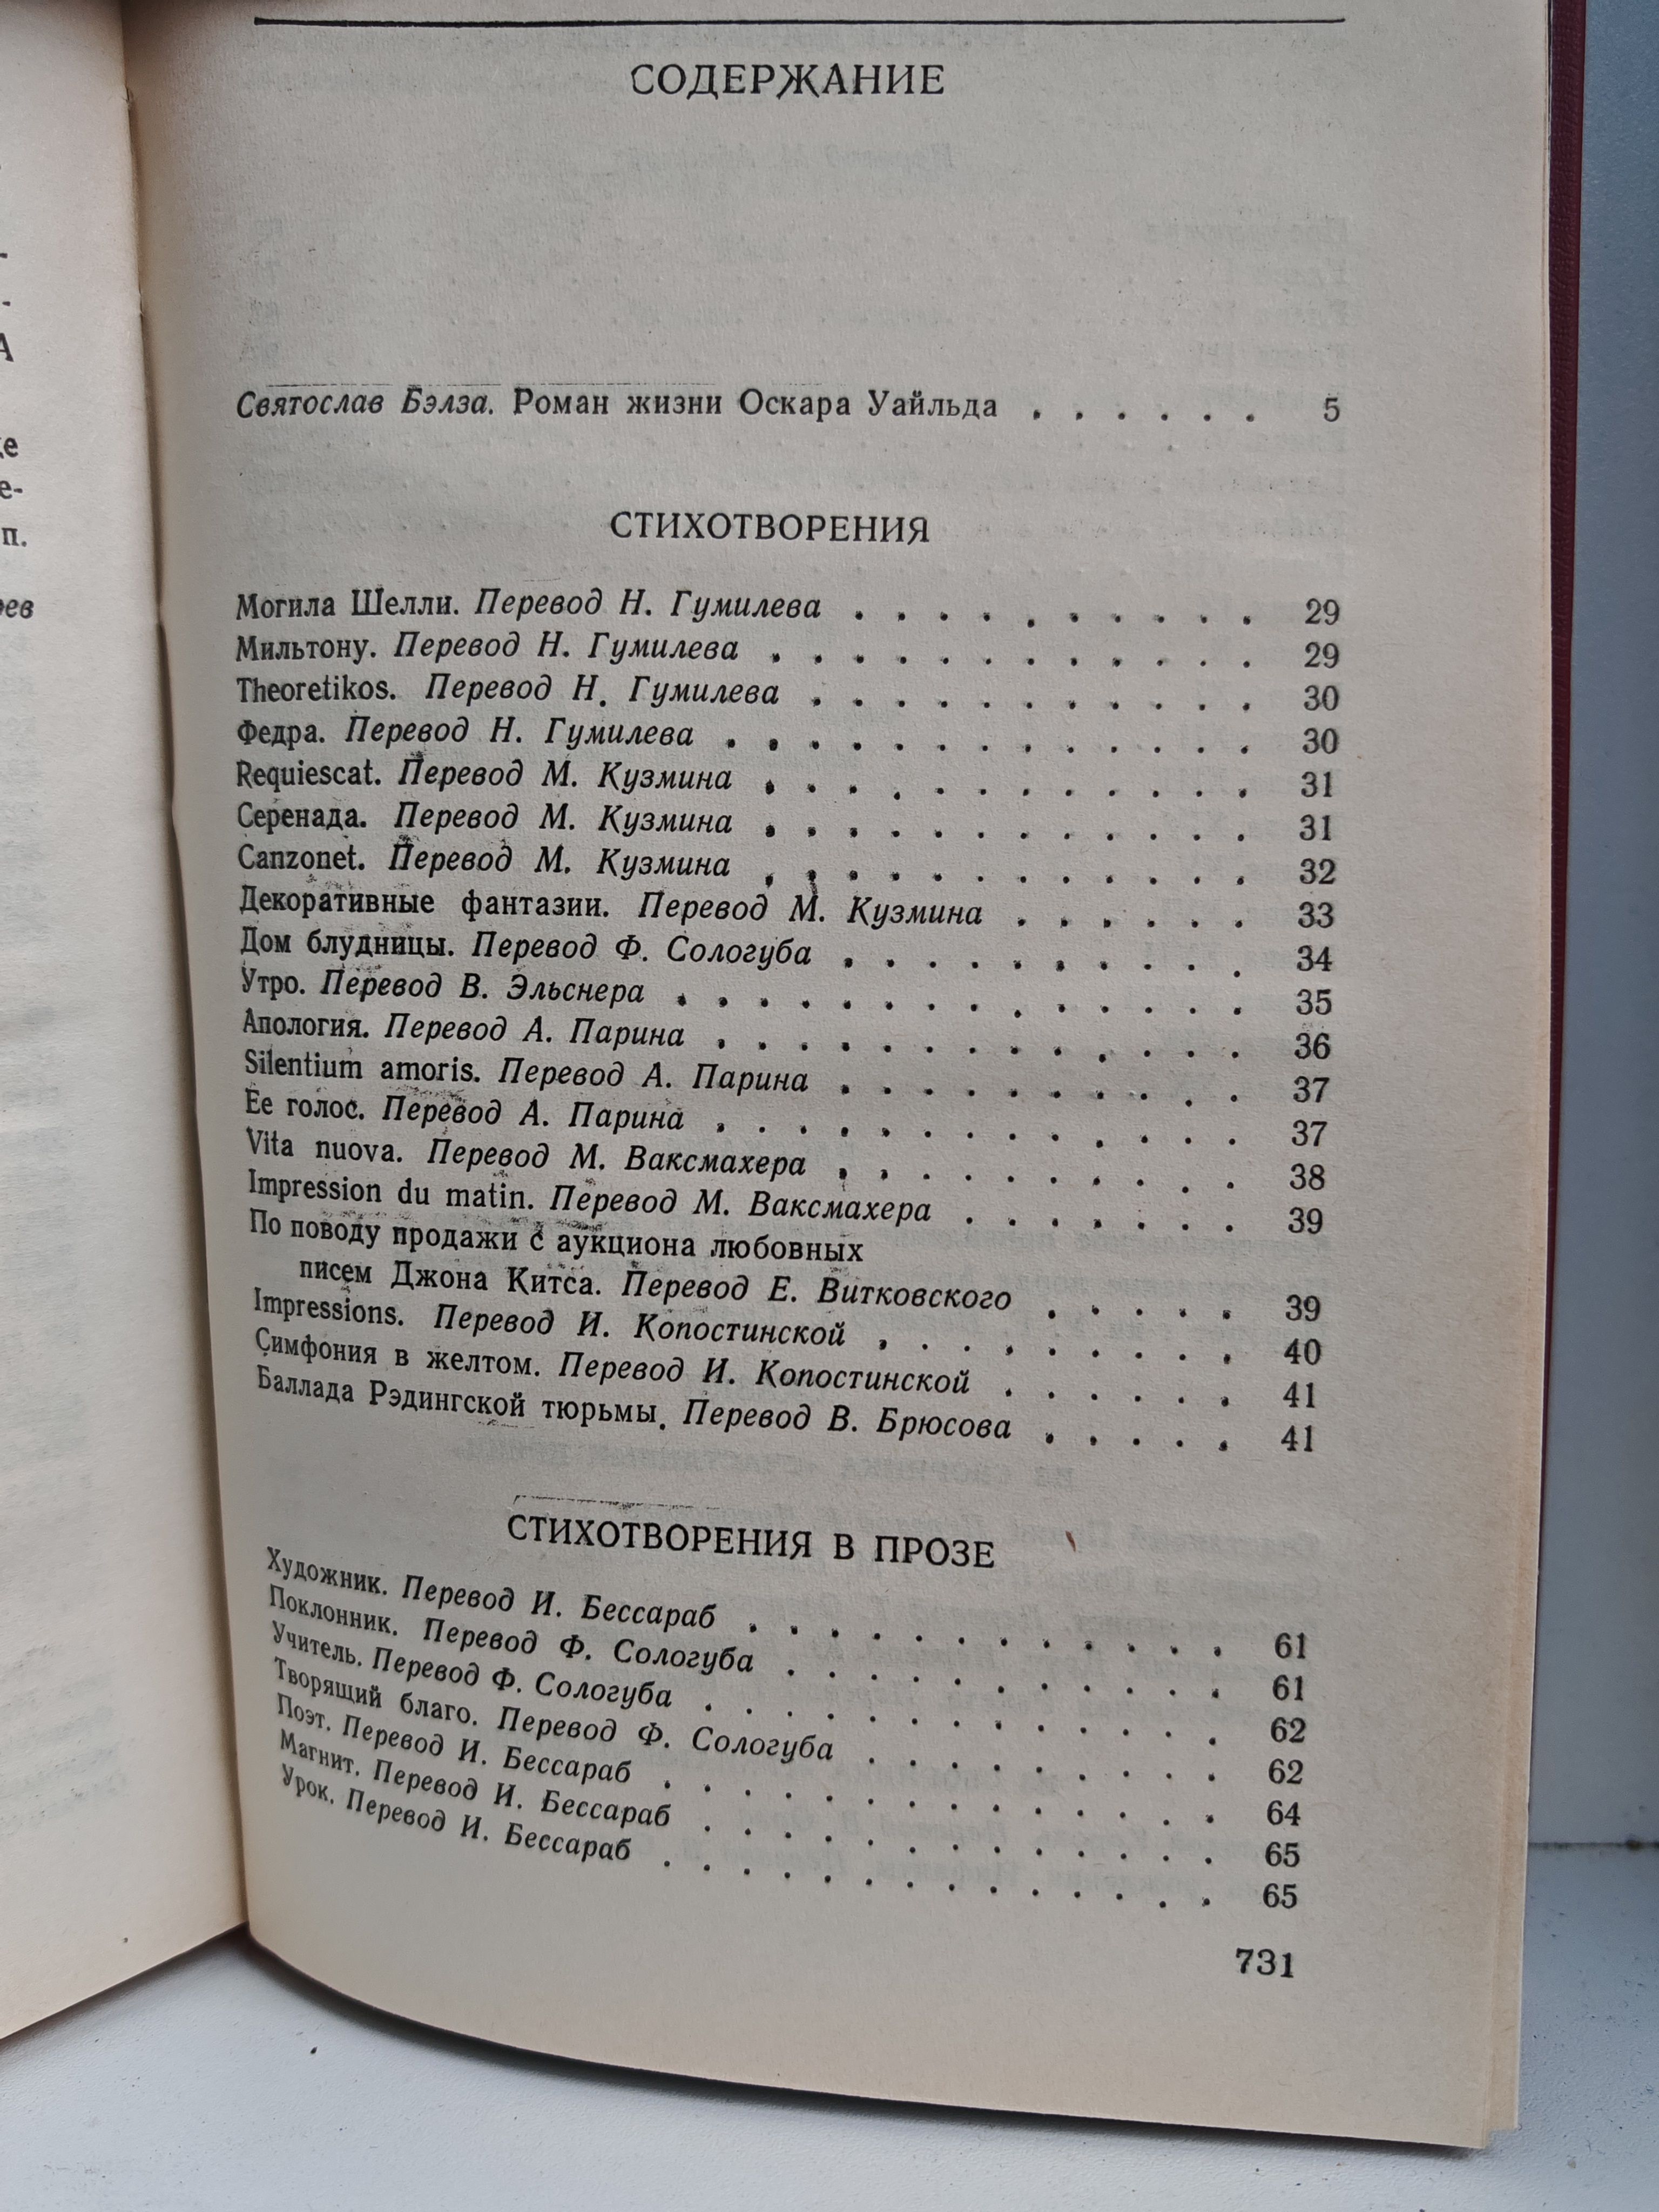 СОДЕРЖАНИЕ
Святослав Бэлза. Роман жизни Оскара Уайльда . . . . . . 5
СТИХОТВОРЕНИЯ
Могила Шелли. Перевод Н. Гумилева . . . . . . . . . . 29
Мильтону. Перевод Н. Гумилева . . . . . . . . . . . . 29
Theoretikos. Перевод Н. Гумилева . . . . . . . . . . . 30
Федра. Перевод Н. Гумилева . . . . . . . . . . . . . 30
Requiescat. Перевод М. Кузмина . . . . . . . . . . . . 31
Серенада. Перевод М. Кузмина . . . . . . . . . . . . 31
Canzonet. Перевод М. Кузмина . . . . . . . . . . . . 32
Декоративные фантазии. Перевод М. Кузмина . . . . . . 33
Дом блудницы. Перевод Ф. Сологуба . . . . . . . . . . 34
Утро. Перевод В. Эльснера . . . . . . . . . . . . . . 35
Апология. Перевод А. Парина . . . . . . . . . . . . . 36
Silentium amoris. Перевод А. Парина . . . . . . . . . . 37
Ее голос. Перевод А. Парина . . . . . . . . . . . . . 37
Vita nuova. Перевод М. Ваксмахера . . . . . . . . . . 38
Impression du matin. Перевод М. Ваксмахера . . . . . . . 39
По поводу продажи с аукциона любовных
писем Джона Китса. Перевод Е. Витковского . . . . . 39
Impressions. Перевод И. Копостинской . . . . . . . . . 40
Симфония в желтом. Перевод И. Копостинской . . . . . . 41
Баллада Рэдингской тюрьмы. Перевод В. Брюсова . . . . . 41
СТИХОТВОРЕНИЯ В ПРОЗЕ
Художник. Перевод И. Бессараб . . . . . . . . . . . . 61
Поклонник. Перевод Ф. Сологуба . . . . . . . . . . . 61
Учитель. Перевод Ф. Сологуба . . . . . . . . . . . . . 62
Творящий благо. Перевод Ф. Сологуба . . . . . . . . . 62
Поэт. Перевод И. Бессараб . . . . . . . . . . . . . . 64
Магнит. Перевод И. Бессараб . . . . . . . . . . . . . 65
Урок. Перевод И. Бессараб . . . . . . . . . . . . . . 65
731